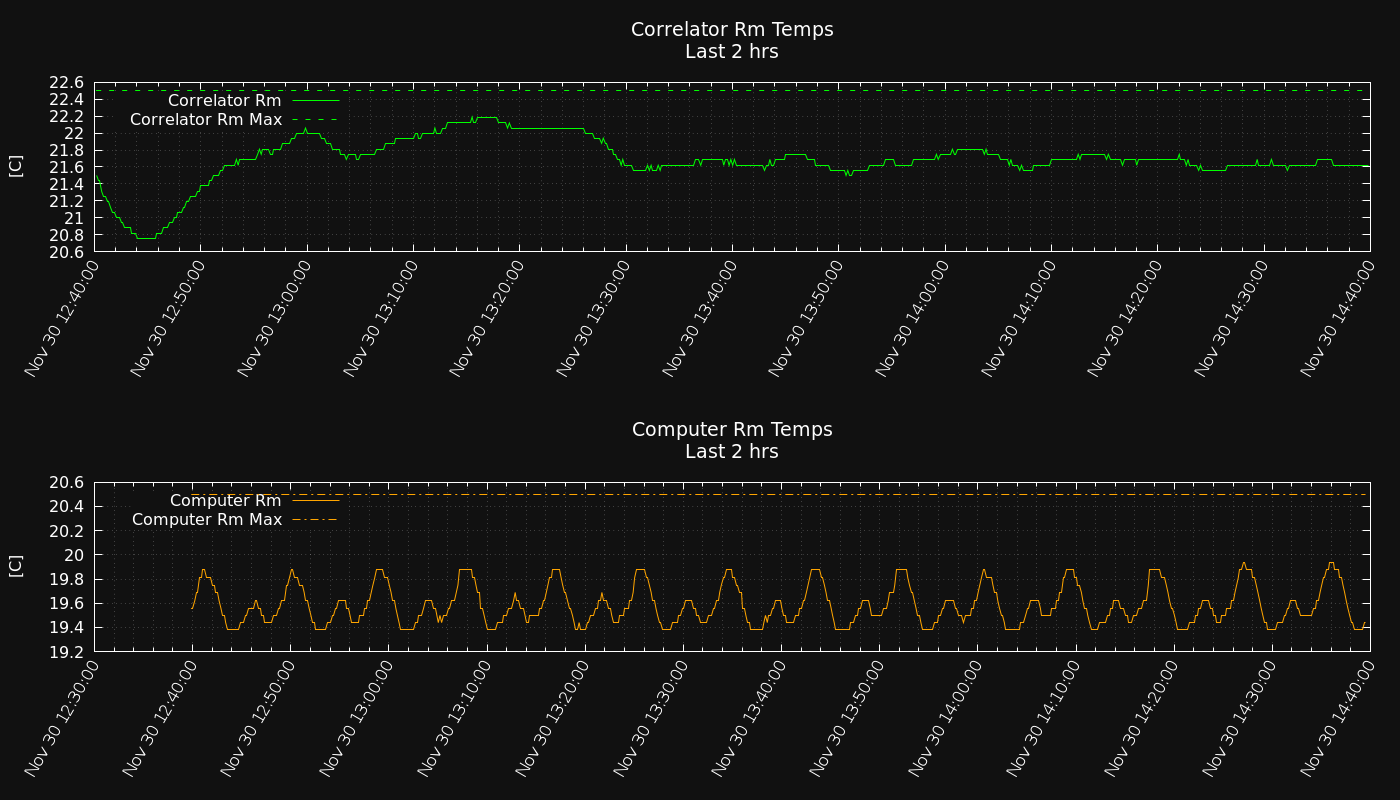 Correlator Rm Temps
Last 2 hrs
22.6
22.4
22.2
22
21.8
21.6
21.4
21.2
21
20.8
20.6
[C]
Correlator Rm
Correlator Rm Max
Nov 30 12:40:00
Nov 30 12:50:00
Nov 30 13:00:00
Nov 30 13:10:00
Nov 30 13:20:00
Nov 30 13:30:00
Nov 30 13:40:00
Nov 30 13:50:00
Nov 30 14:00:00
Nov 30 14:10:00
Nov 30 14:20:00
Nov 30 14:30:00
Nov 30 14:40:00
Computer Rm Temps
Last 2 hrs
20.6
20.4
20.2
20
19.8
19.6
19.4
19.2
[C]
Computer Rm
Computer Rm Max
Nov 30 12:30:00
Nov 30 12:40:00
Nov 30 12:50:00
Nov 30 13:00:00
Nov 30 13:10:00
Nov 30 13:20:00
Nov 30 13:30:00
Nov 30 13:40:00
Nov 30 13:50:00
Nov 30 14:00:00
Nov 30 14:10:00
Nov 30 14:20:00
Nov 30 14:30:00
Nov 30 14:40:00